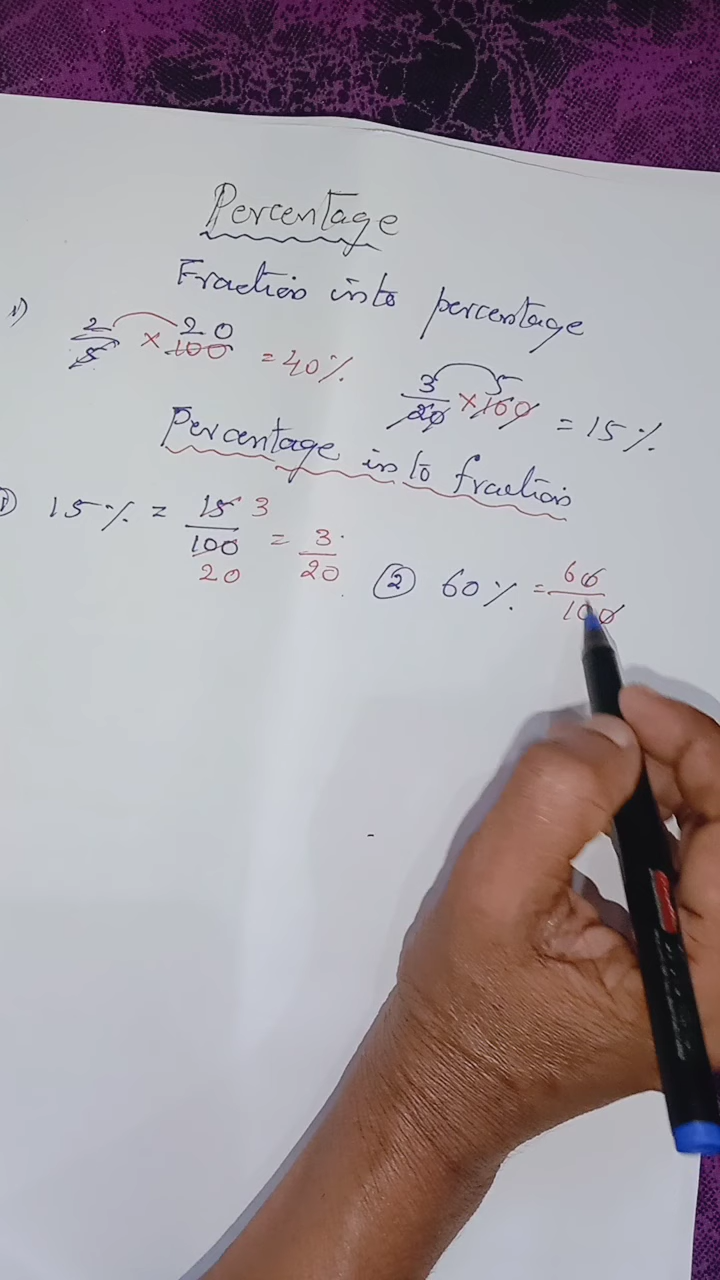 Percentage
Fraction into percentage
1) 2/5 × 100 20 = 40%
3/20 × 100 5 = 15%
Percentage into fraction
① 15% = 15/100 3 20 = 3/20
② 60% = 60/100